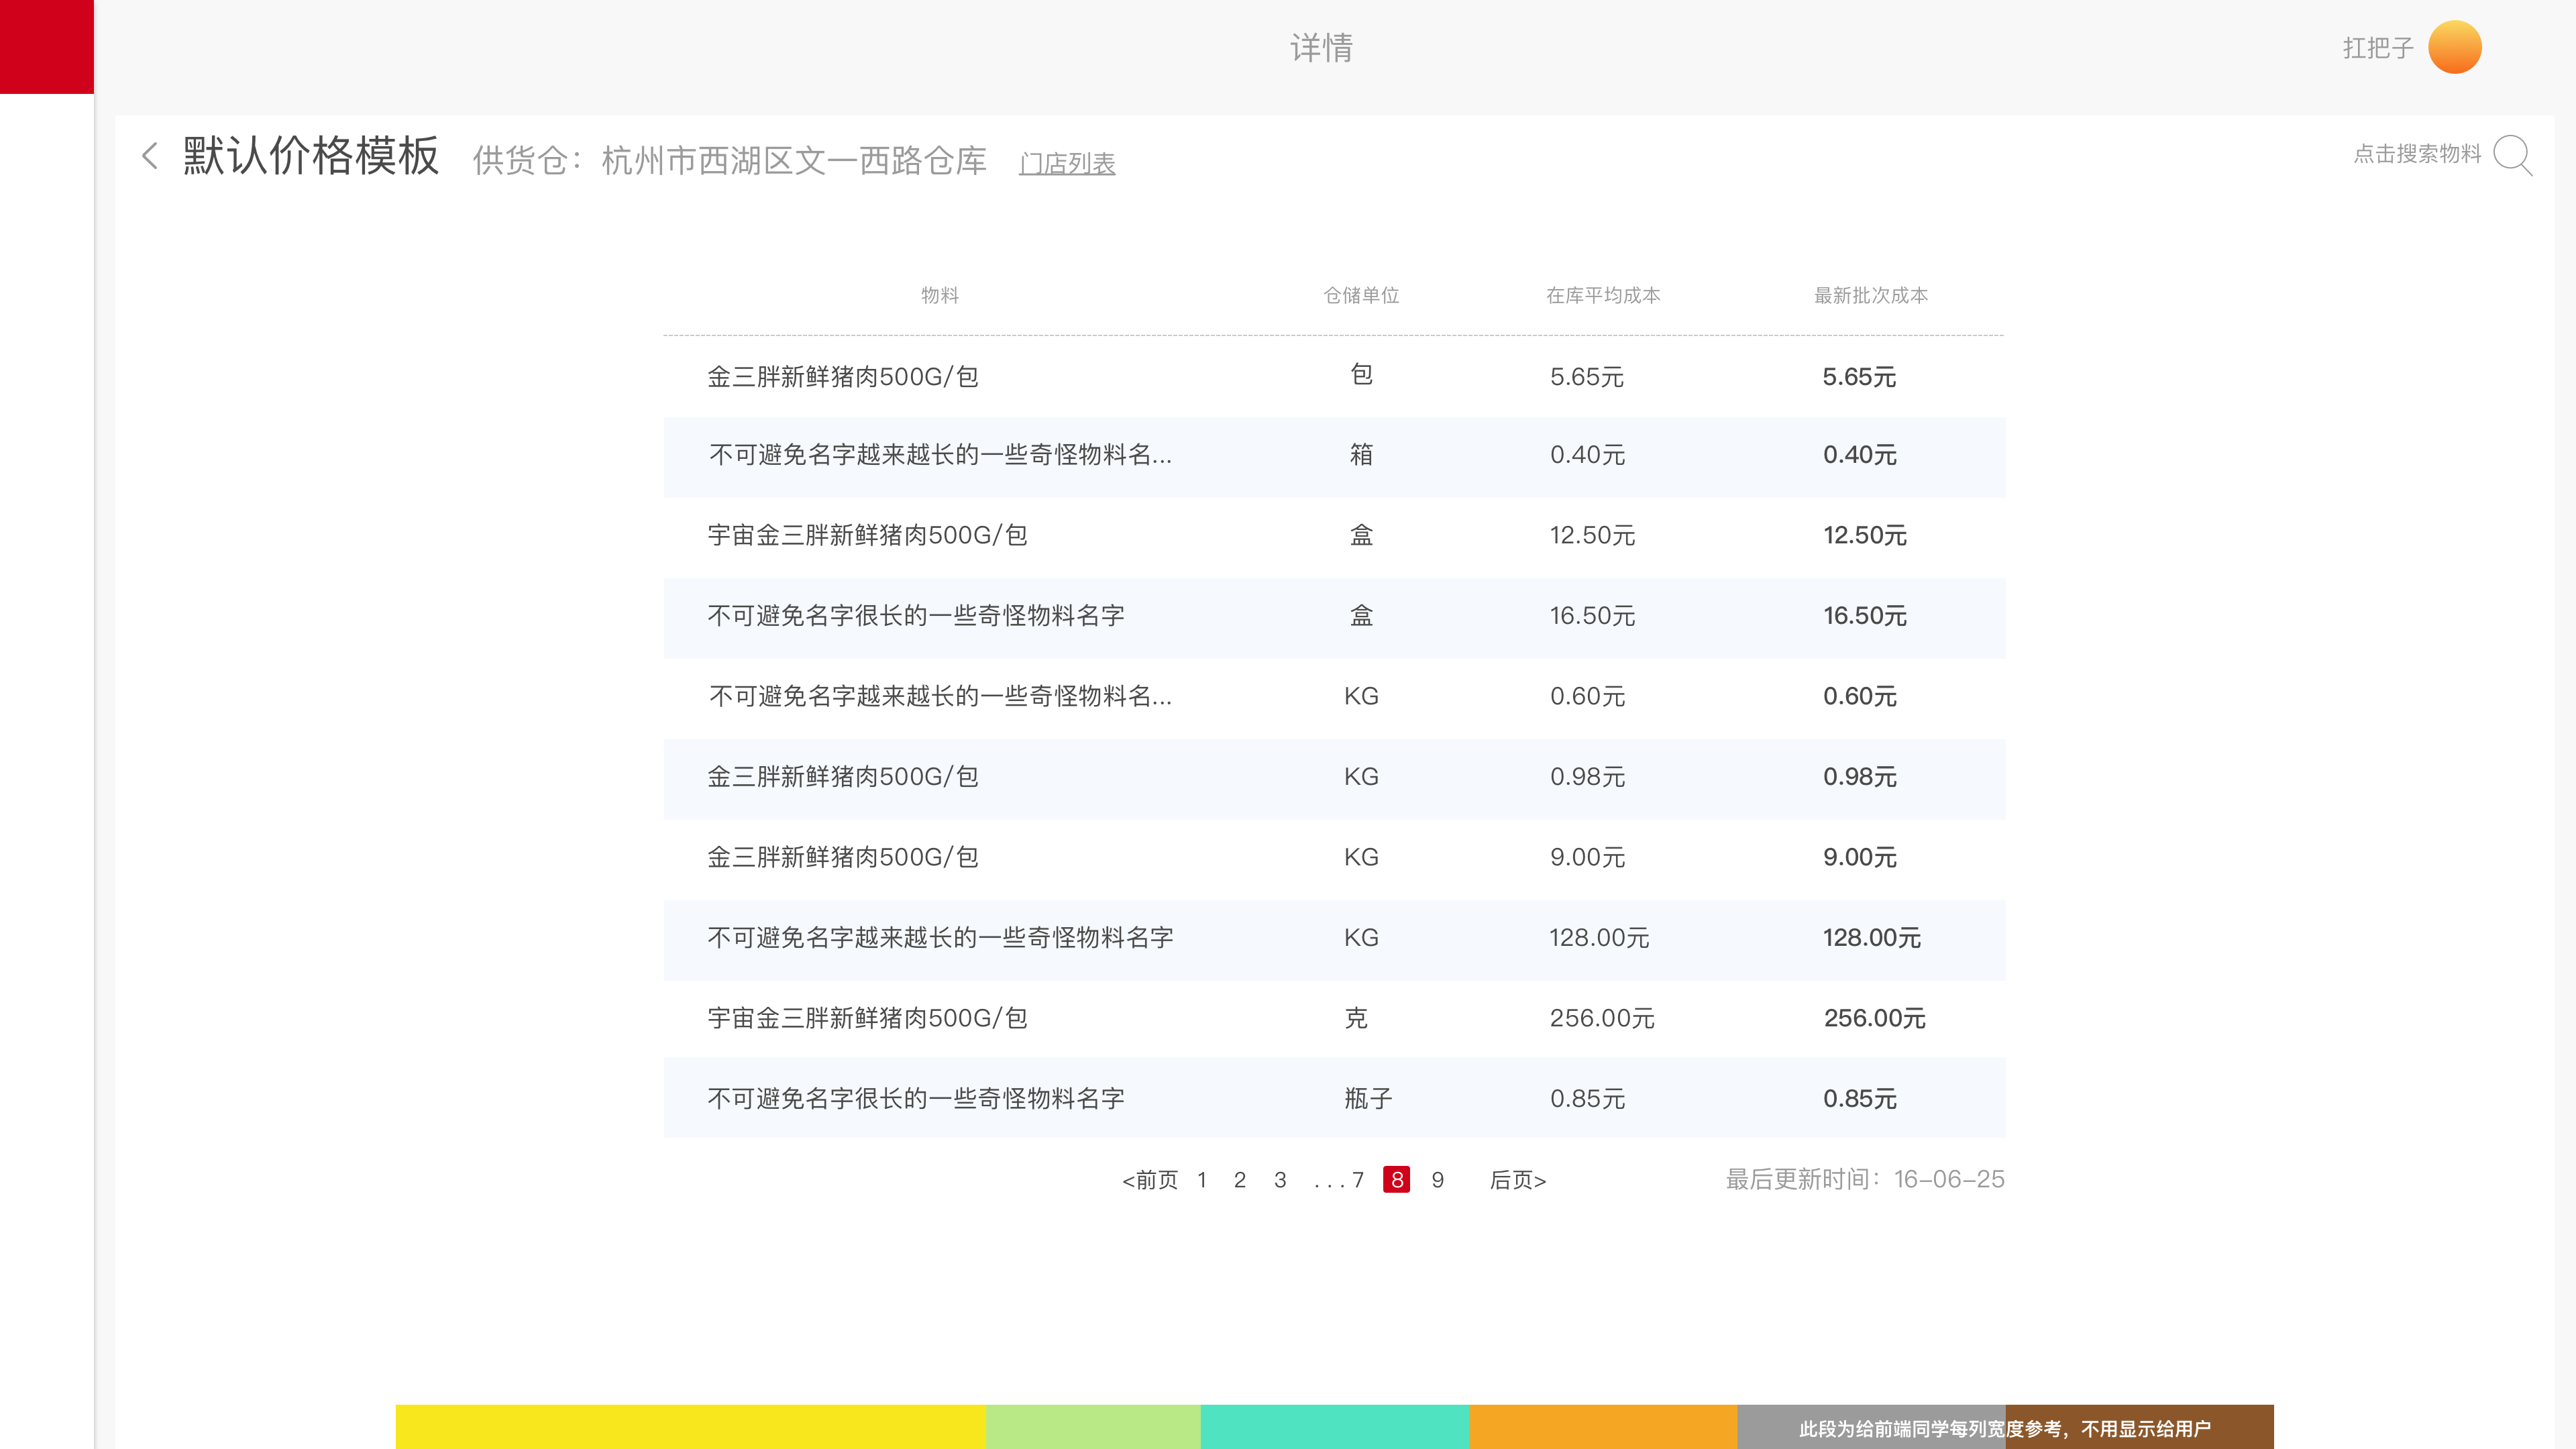 详情
扛把子
默认价格模板 供货仓：杭州市西湖区文一西路仓库 门店列表
点击搜索物料
物料 仓储单位 在库平均成本 最新批次成本
金三胖新鲜猪肉500G/包 包 5.65元 5.65元
不可避免名字越来越长的一些奇怪物料名... 箱 0.40元 0.40元
宇宙金三胖新鲜猪肉500G/包 盒 12.50元 12.50元
不可避免名字很长的一些奇怪物料名字 盒 16.50元 16.50元
不可避免名字越来越长的一些奇怪物料名... KG 0.60元 0.60元
金三胖新鲜猪肉500G/包 KG 0.98元 0.98元
金三胖新鲜猪肉500G/包 KG 9.00元 9.00元
不可避免名字越来越长的一些奇怪物料名字 KG 128.00元 128.00元
宇宙金三胖新鲜猪肉500G/包 克 256.00元 256.00元
不可避免名字很长的一些奇怪物料名字 瓶子 0.85元 0.85元
<前页 1 2 3 ...7 8 9 后页>
最后更新时间：16-06-25
此段为给前端同学每列宽度参考，不用显示给用户